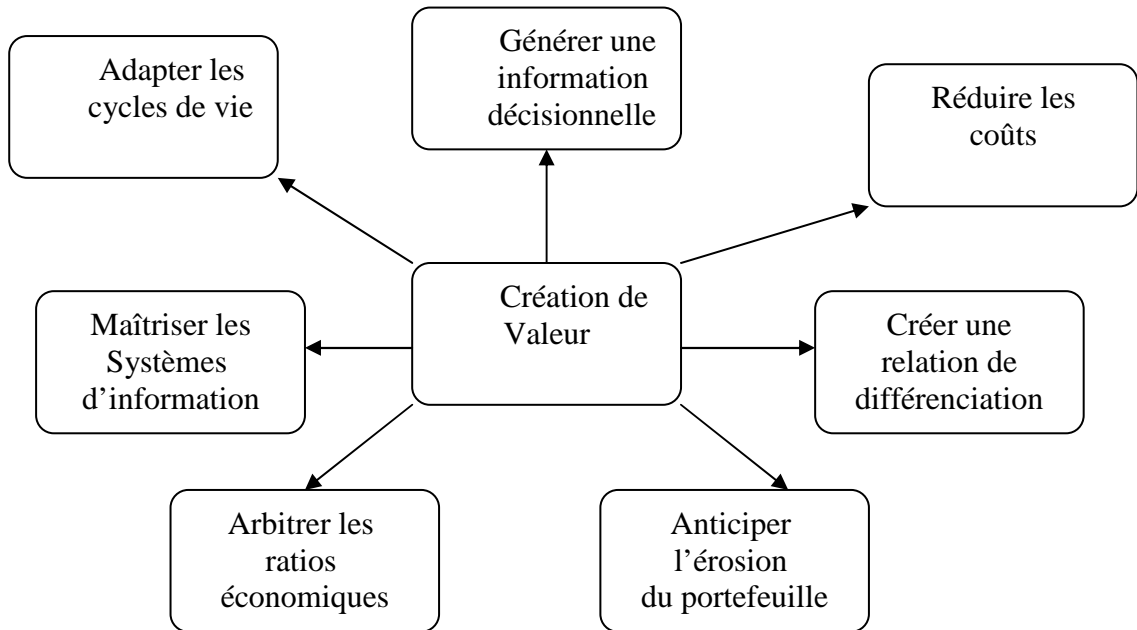 Adapter les
cycles de vie
Générer une
information
décisionnelle
Réduire les
coûts
Maîtriser les
Systèmes
d’information
Création de
Valeur
Créer une
relation de
différenciation
Arbitrer les
ratios
économiques
Anticiper
l’érosion
du portefeuille